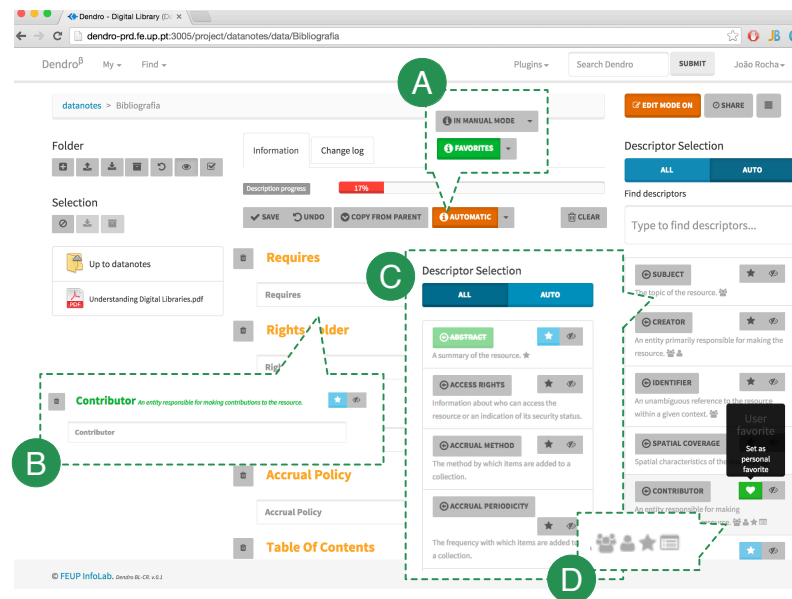 Dendro - Digital Library (De
dendro-prd.fe.up.pt:3005/project/datanotes/data/Bibliografia
Dendroβ My Find Plugins Search Dendro SUBMIT João Rocha
A
datanotes > Bibliografia
IN MANUAL MODE
EDIT MODE ON SHARE
Folder
Information Change log
FAVORITES
Descriptor Selection
ALL AUTO
Description progress 17%
Find descriptors
Selection
SAVE UNDO COPY FROM PARENT AUTOMATIC CLEAR
Type to find descriptors...
Up to datanotes
Requires
C
Descriptor Selection
SUBJECT
The topic of the resource.
Understanding Digital Libraries.pdf
PDF
Requires
ALL AUTO
CREATOR
An entity primarily responsible for making the
resource.
Rights
older
ABSTRACT
A summary of the resource.
Righ
IDENTIFIER
An unambiguous reference to the resource
within a given context.
ACCESS RIGHTS
Information about who can access the
resource or an indication of its security status.
Contributor An entity responsible for making contributions to the resource.
Contributor
B
User
favorite
Set as
personal
favorite
SPATIAL COVERAGE
Spatial characteristics of the
ACCRUAL METHOD
The method by which items are added to a
collection.
Accrual Policy
Accrual Policy
CONTRIBUTOR
An entity responsible for making
ACCRUAL PERIODICITY
The frequency with which items are added to
a collection.
Table Of Contents
D
© FEUP InfoLab. Dendro BL-CR. v.0.1